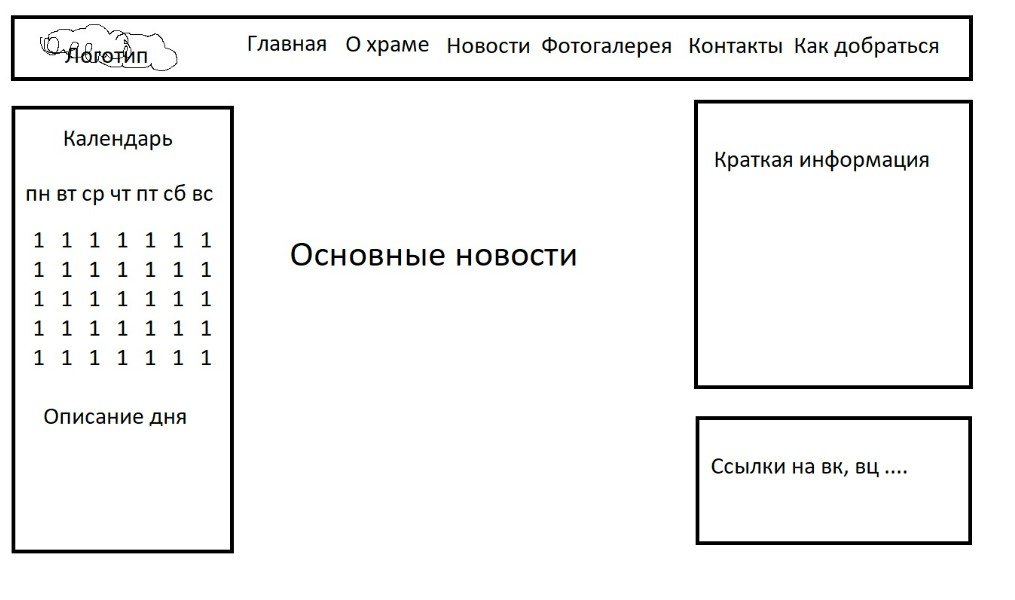 Логотип
Главная О храме Новости Фотогалерея Контакты Как добраться
Календарь
пн вт ср чт пт сб вс
1 1 1 1 1 1 1
1 1 1 1 1 1 1
1 1 1 1 1 1 1
1 1 1 1 1 1 1
1 1 1 1 1 1 1
Описание дня
Основные новости
Краткая информация
Ссылки на вк, вц ....